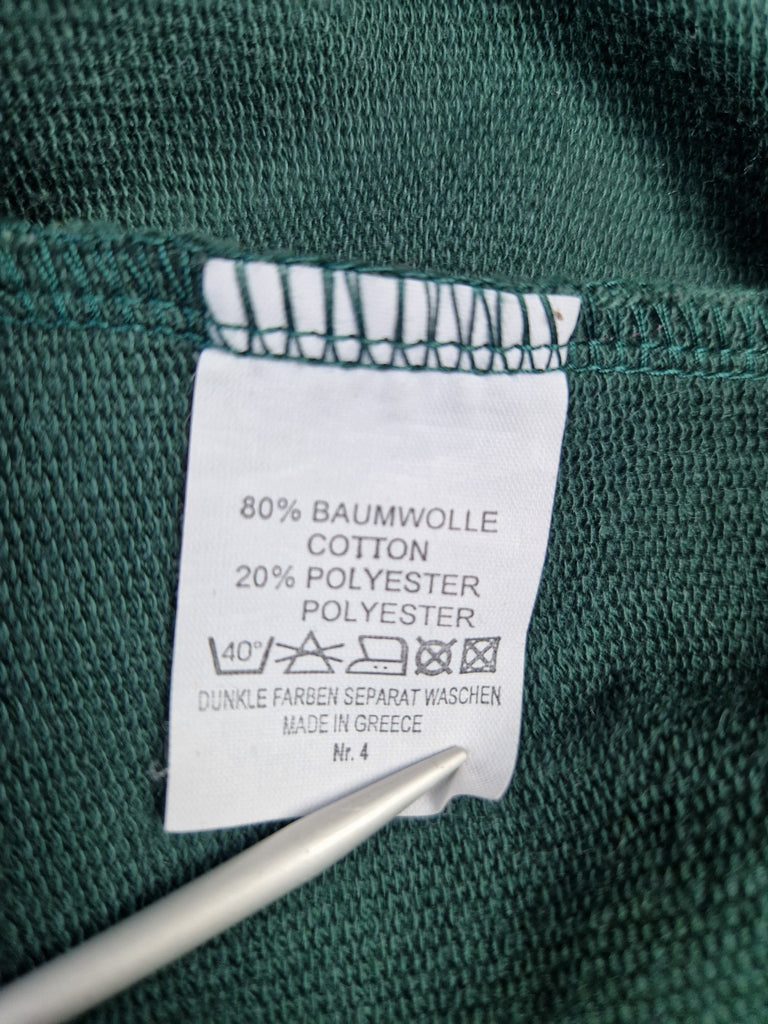 80% BAUMWOLLE
COTTON
20% POLYESTER
POLYESTER
40°
DUNKLE FARBEN SEPARAT WASCHEN
MADE IN GREECE
Nr. 4